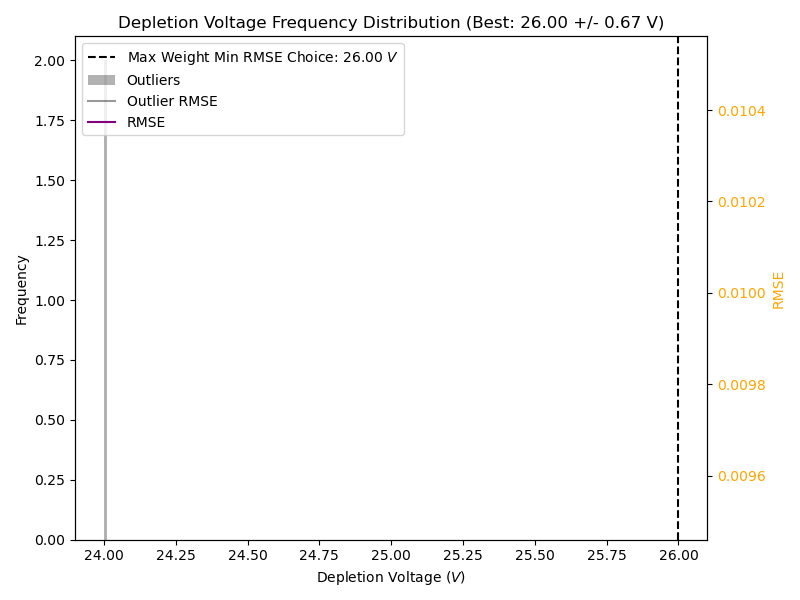 Depletion Voltage Frequency Distribution (Best: 26.00 +/- 0.67 V)
Max Weight Min RMSE Choice: 26.00 V
Outliers
Outlier RMSE
RMSE
2.00
1.75
1.50
1.25
1.00
0.75
0.50
0.25
0.00
Frequency
0.0104
0.0102
0.0100
0.0098
0.0096
RMSE
24.00 24.25 24.50 24.75 25.00 25.25 25.50 25.75 26.00
Depletion Voltage (V)